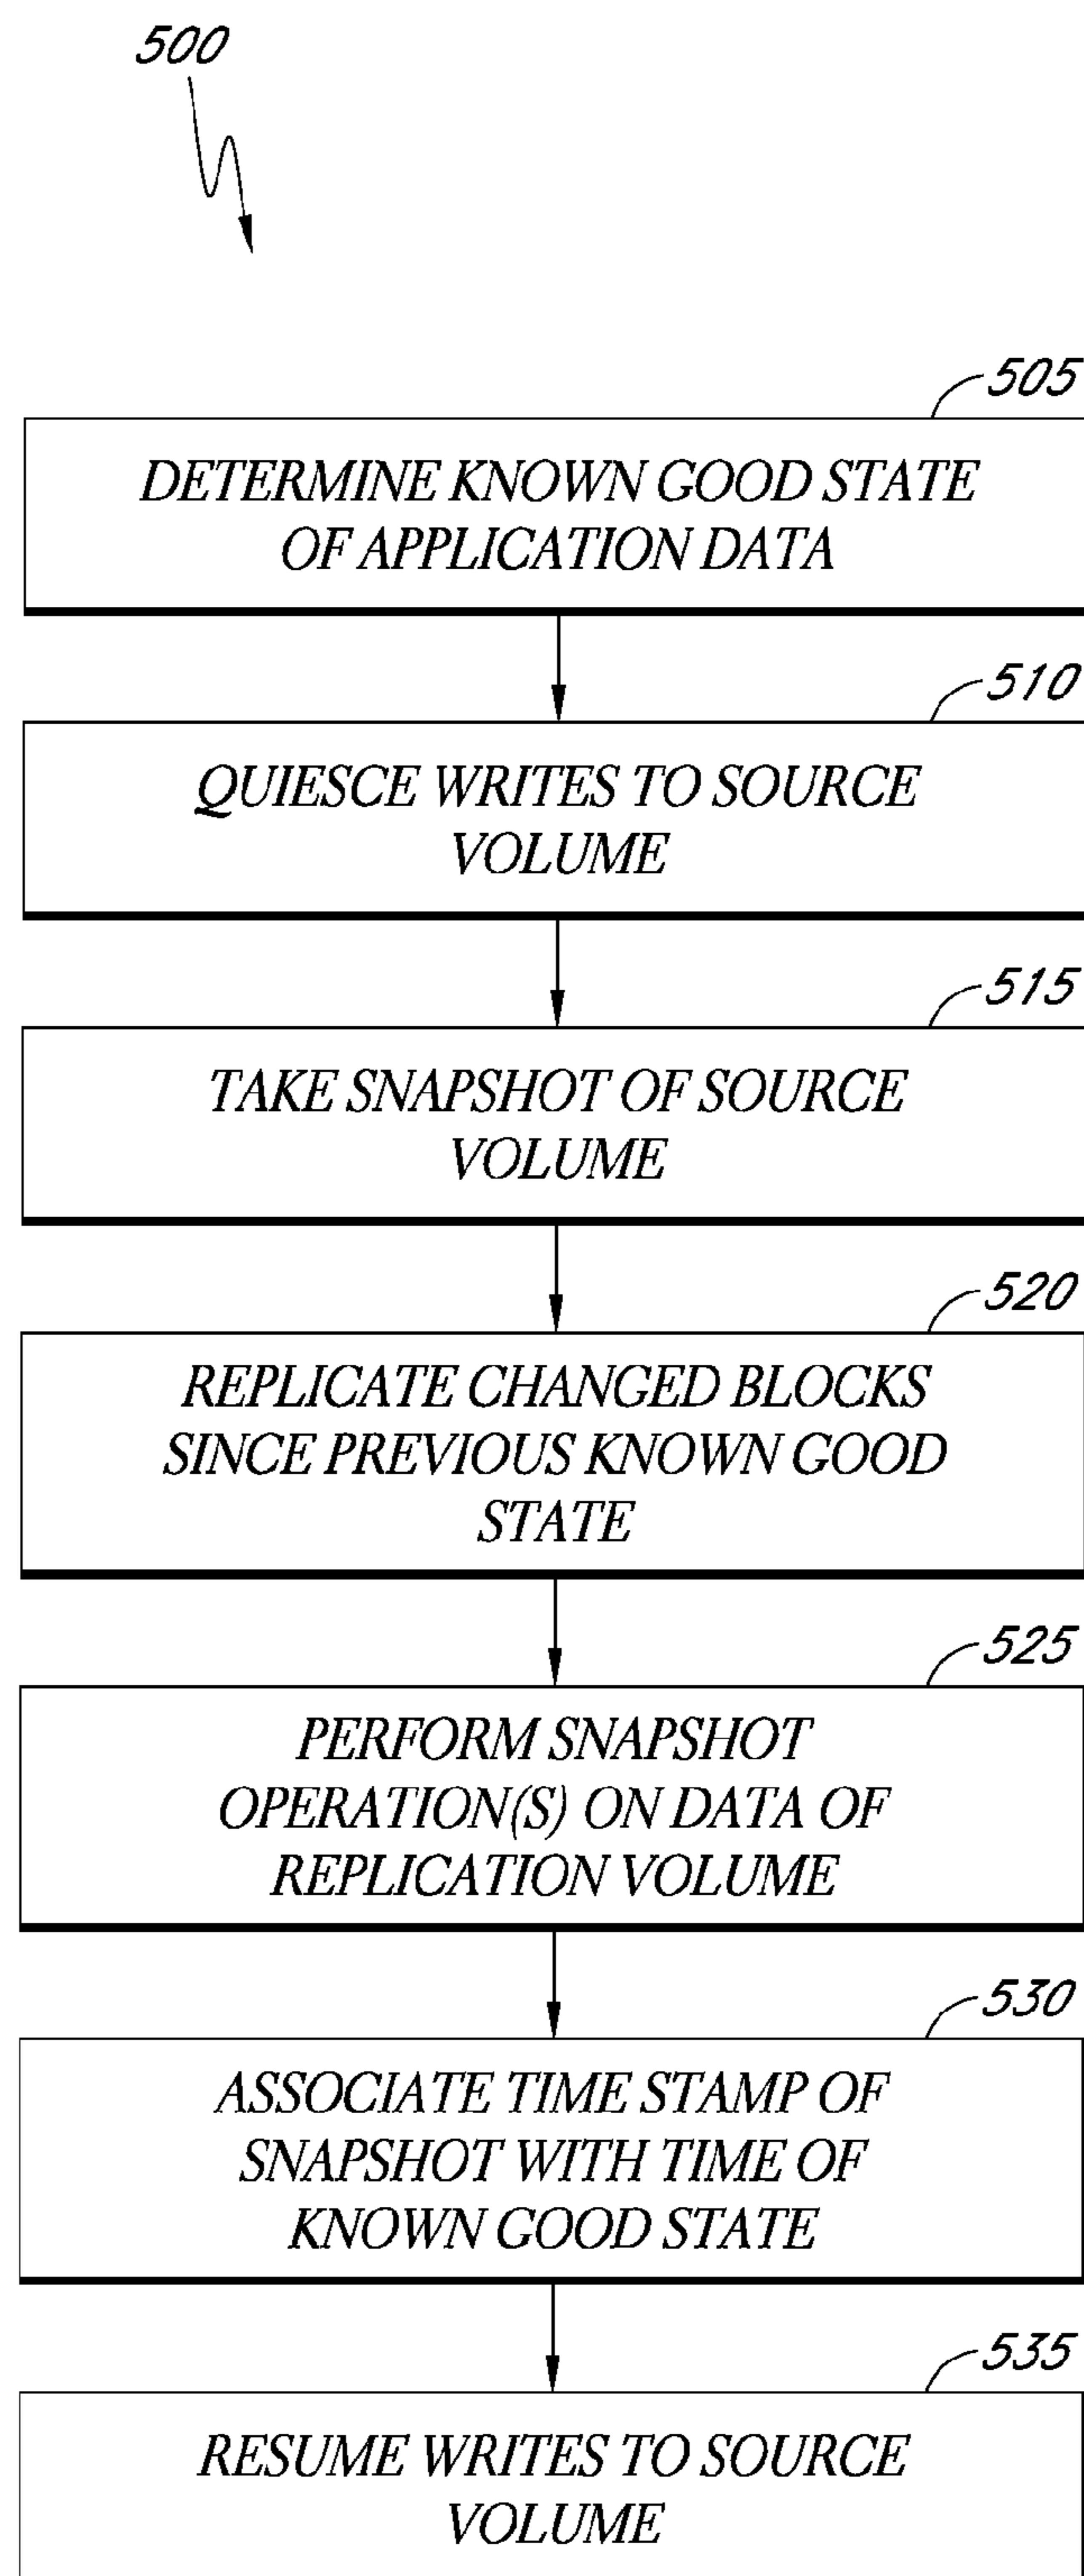 500
505
DETERMINE KNOWN GOOD STATE
OF APPLICATION DATA
510
QUIESCE WRITES TO SOURCE
VOLUME
515
TAKE SNAPSHOT OF SOURCE
VOLUME
520
REPLICATE CHANGED BLOCKS
SINCE PREVIOUS KNOWN GOOD
STATE
525
PERFORM SNAPSHOT
OPERATION(S) ON DATA OF
REPLICATION VOLUME
530
ASSOCIATE TIME STAMP OF
SNAPSHOT WITH TIME OF
KNOWN GOOD STATE
535
RESUME WRITES TO SOURCE
VOLUME